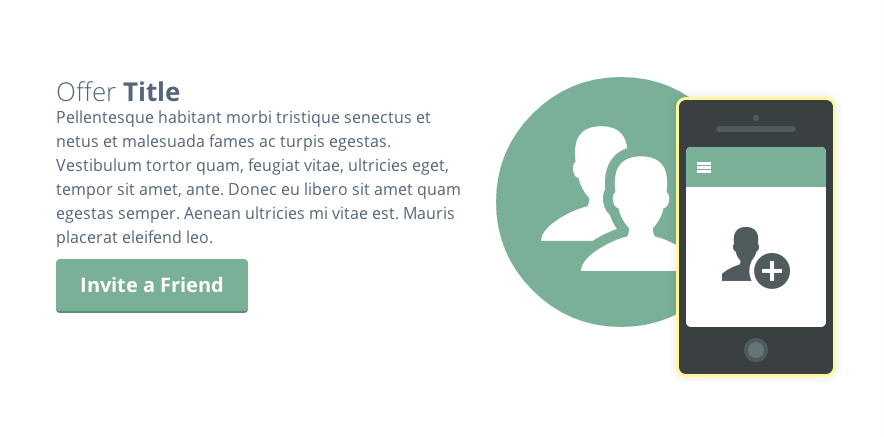 Offer Title
Pellentesque habitant morbi tristique senectus et
netus et malesuada fames ac turpis egestas.
Vestibulum tortor quam, feugiat vitae, ultricies eget,
tempor sit amet, ante. Donec eu libero sit amet quam
egestas semper. Aenean ultricies mi vitae est. Mauris
placerat eleifend leo.
Invite a Friend